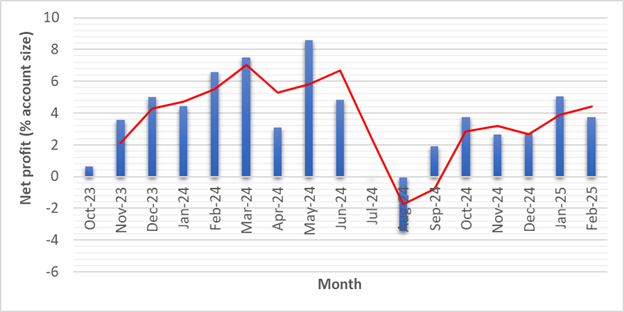 10
8
6
4
2
0
-2
-4
-6
Net profit (% account size)
Oct-23
Nov-23
Dec-23
Jan-24
Feb-24
Mar-24
Apr-24
May-24
Jun-24
Jul-24
Aug-24
Sep-24
Oct-24
Nov-24
Dec-24
Jan-25
Feb-25
Month